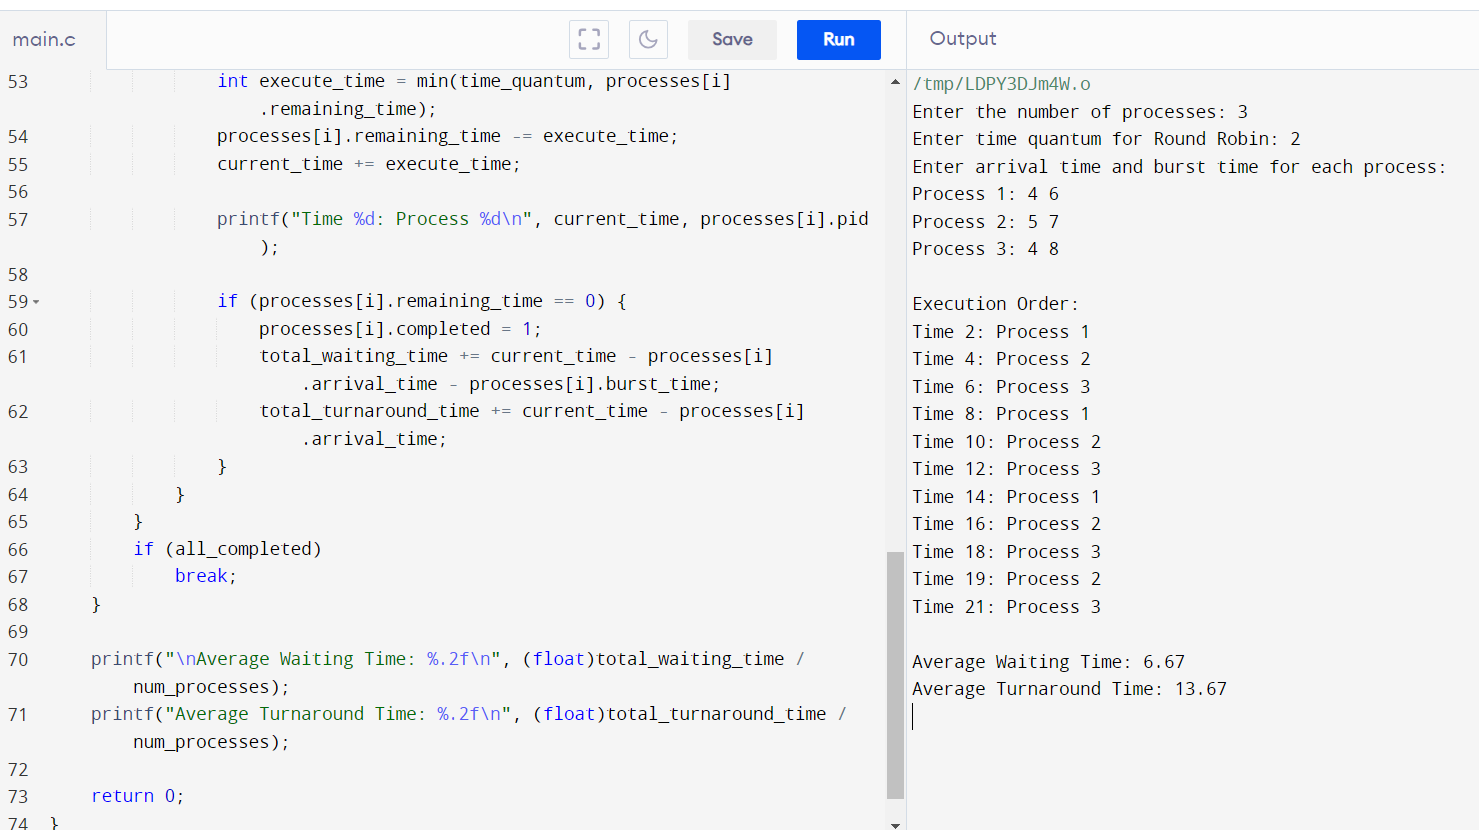 main.c
Save
Run
Output
53 int execute_time = min(time_quantum, processes[i]
.remaining_time);
54 processes[i].remaining_time -= execute_time;
55 current_time += execute_time;
56
57 printf("Time %d: Process %d\n", current_time, processes[i].pid
);
58
59 if (processes[i].remaining_time == 0) {
60 processes[i].completed = 1;
61 total_waiting_time += current_time - processes[i]
.arrival_time - processes[i].burst_time;
62 total_turnaround_time += current_time - processes[i]
.arrival_time;
63 }
64 }
65 }
66 if (all_completed)
67 break;
68 }
69
70 printf("\nAverage Waiting Time: %.2f\n", (float)total_waiting_time /
num_processes);
71 printf("Average Turnaround Time: %.2f\n", (float)total_turnaround_time /
num_processes);
72
73 return 0;
74 }
/tmp/LDPY3DJm4W.o
Enter the number of processes: 3
Enter time quantum for Round Robin: 2
Enter arrival time and burst time for each process:
Process 1: 4 6
Process 2: 5 7
Process 3: 4 8
Execution Order:
Time 2: Process 1
Time 4: Process 2
Time 6: Process 3
Time 8: Process 1
Time 10: Process 2
Time 12: Process 3
Time 14: Process 1
Time 16: Process 2
Time 18: Process 3
Time 19: Process 2
Time 21: Process 3
Average Waiting Time: 6.67
Average Turnaround Time: 13.67